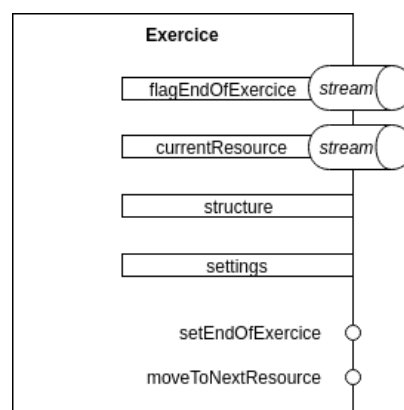 Exercice
flagEndOfExercice stream
currentResource stream
structure
settings
setEndOfExercice
moveToNextResource